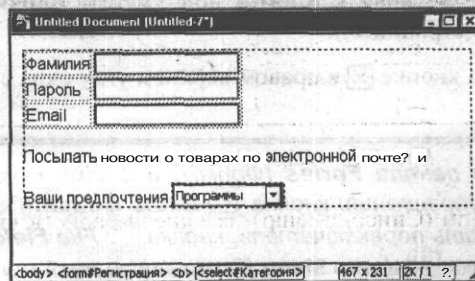 Untitled Document (Untitled-7*)
Фамилия
Пароль
Email
Посылать новости о товарах по электронной почте? и
Ваши предпочтения Программы
<body> <form#Регистрация> <p> <select#Категория> 467 x 231 2K / 1 ?.